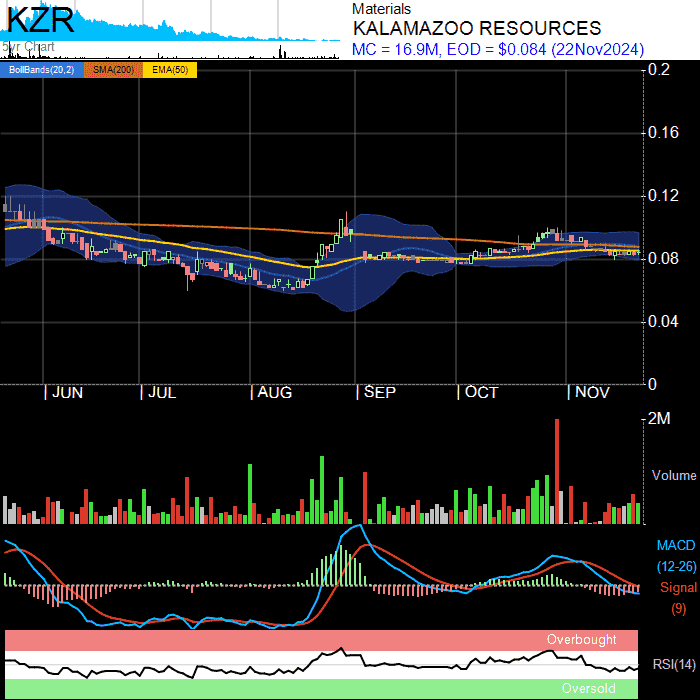 KZR
5yr Chart
Materials
KALAMAZOO RESOURCES
MC = 16.9M, EOD = $0.084 (22Nov2024)
BollBands(20,2) SMA(200) EMA(50)
0.2
0.16
0.12
0.08
0.04
0
JUN JUL AUG SEP OCT NOV
2M
Volume
MACD
(12-26)
Signal
(9)
Overbought
RSI(14)
Oversold